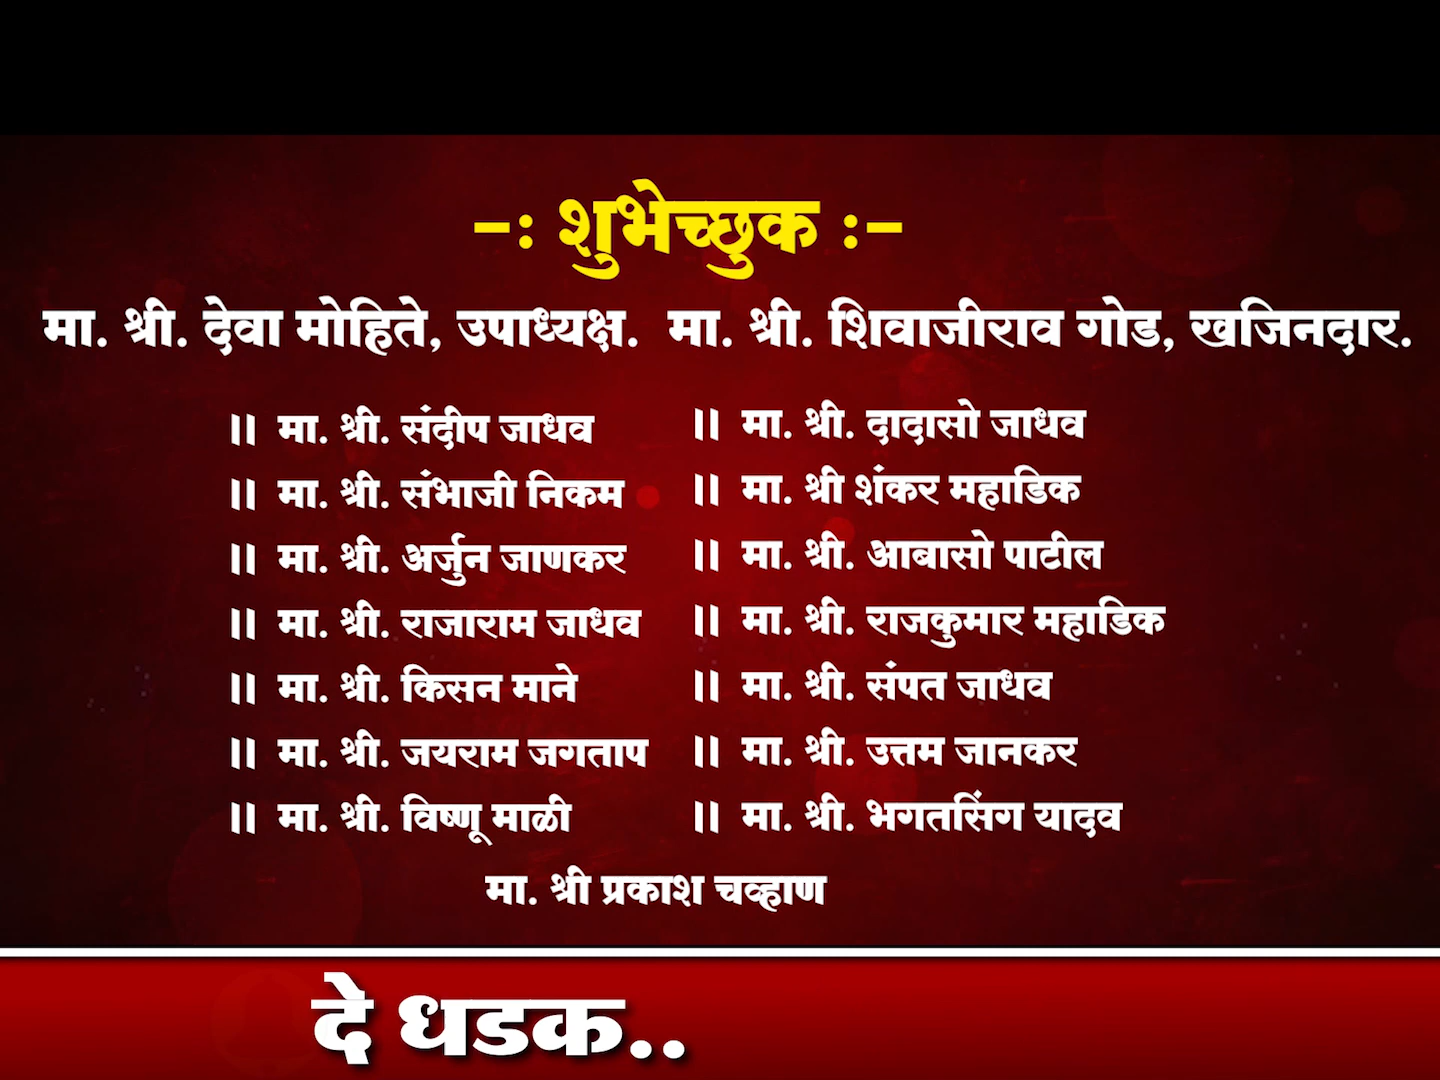 -: शुभेच्छुक :-
मा. श्री. देवा मोहिते, उपाध्यक्ष. मा. श्री. शिवाजीराव गोड, खजिनदार.
॥ मा. श्री. संदीप जाधव
॥ मा. श्री. संभाजी निकम
॥ मा. श्री. अर्जुन जाणकर
॥ मा. श्री. राजाराम जाधव
॥ मा. श्री. किसन माने
॥ मा. श्री. जयराम जगताप
॥ मा. श्री. विष्णू माळी
॥ मा. श्री. दादासो जाधव
॥ मा. श्री शंकर महाडिक
॥ मा. श्री. आबासो पाटील
॥ मा. श्री. राजकुमार महाडिक
॥ मा. श्री. संपत जाधव
॥ मा. श्री. उत्तम जानकर
॥ मा. श्री. भगतसिंग यादव
मा. श्री प्रकाश चव्हाण
दे धडक..